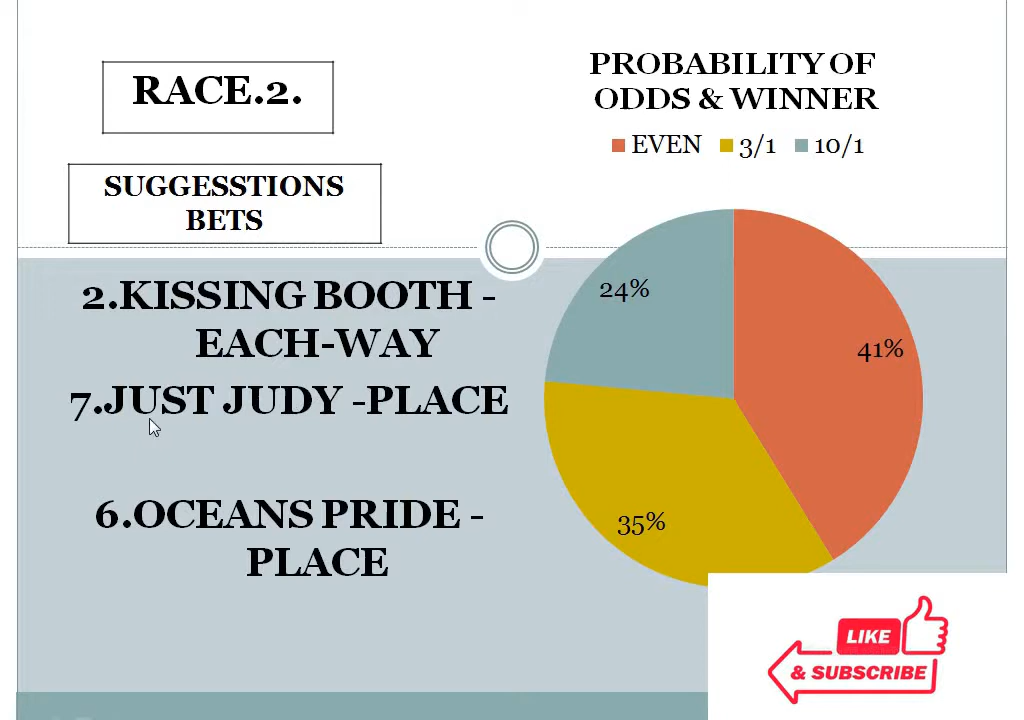 RACE.2.
SUGGESSTIONS
BETS
2.KISSING BOOTH -
EACH-WAY
7.JUST JUDY -PLACE
6.OCEANS PRIDE -
PLACE
PROBABILITY OF
ODDS & WINNER
EVEN 3/1 10/1
24%
41%
35%
LIKE
& SUBSCRIBE